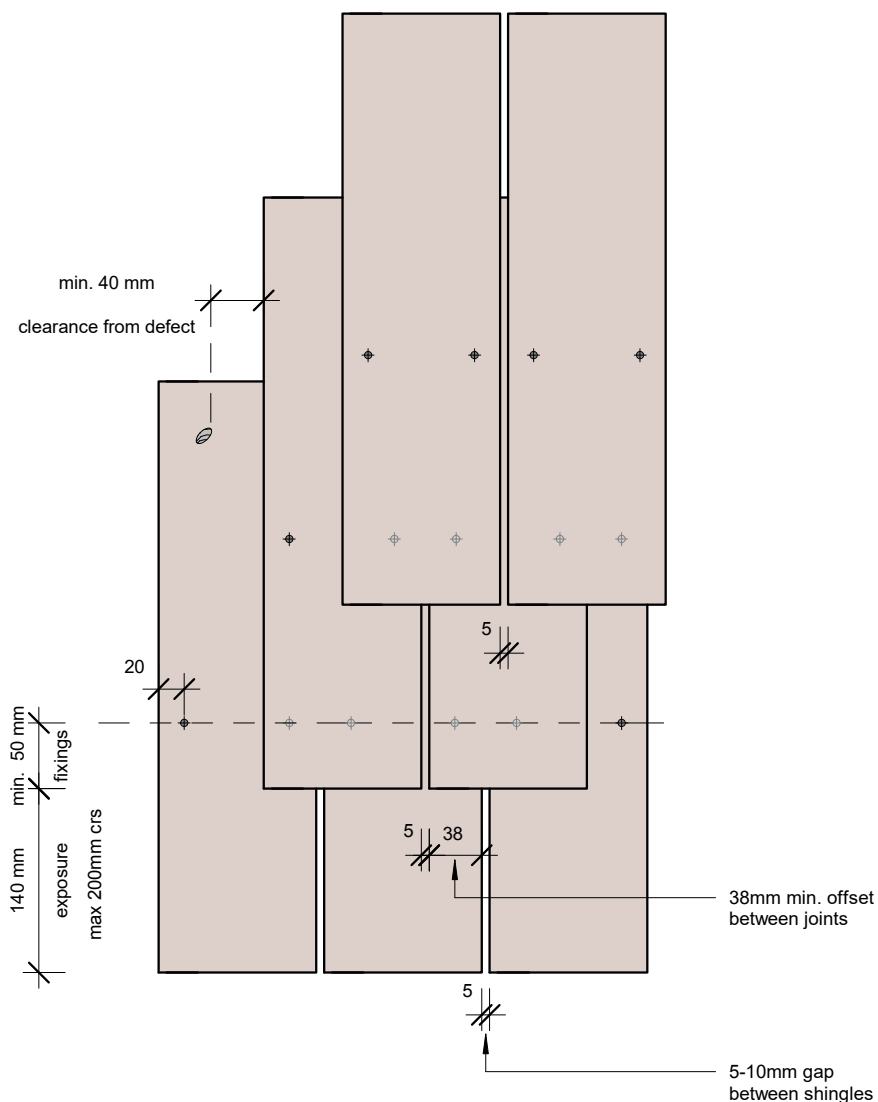 min. 40 mm
clearance from defect
5
20
min. 50 mm
fixings
5 38
140 mm
exposure
max 200mm crs
38mm min. offset
between joints
5
5-10mm gap
between shingles